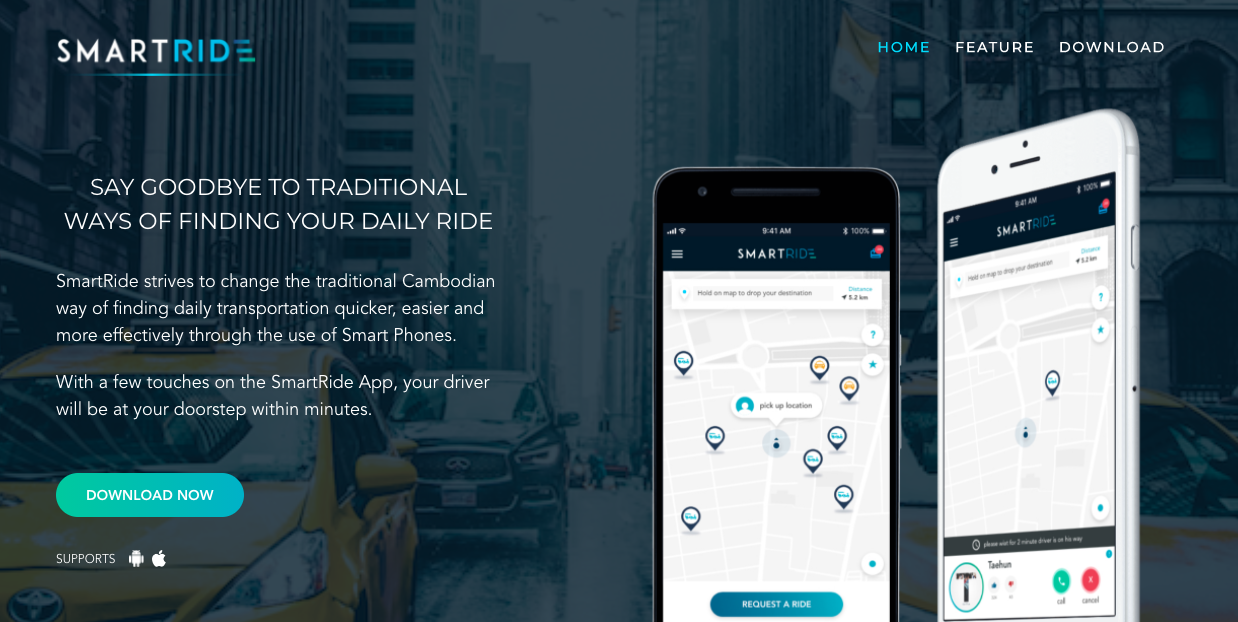 SMARTRIDE
HOME FEATURE DOWNLOAD
SAY GOODBYE TO TRADITIONAL
WAYS OF FINDING YOUR DAILY RIDE
SmartRide strives to change the traditional Cambodian
way of finding daily transportation quicker, easier and
more effectively through the use of Smart Phones.
With a few touches on the SmartRide App, your driver
will be at your doorstep within minutes.
DOWNLOAD NOW
SUPPORTS
9:41 AM 100%
SMARTRIDE
Hold on map to drop your destination
Distance
5.2 km
?
pick up location
REQUEST A RIDE
9:41 AM 100%
SMARTRIDE
Hold on map to drop your destination
Distance
5.2 km
?
please wait for 2 minute driver is on his way
Taehun
call cancel